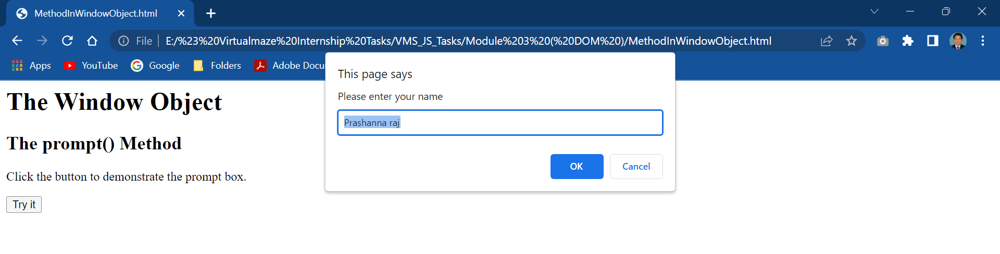 MethodInWindowObject.html
File E:/%23%20Virtualmaze%20Internship%20Tasks/VMS_JS_Tasks/Module%203%20(%20DOM%20)/MethodInWindowObject.html
Apps YouTube Google Folders Adobe Docu
This page says
Please enter your name
Prashanna raj
OK Cancel
The Window Object
The prompt() Method
Click the button to demonstrate the prompt box.
Try it